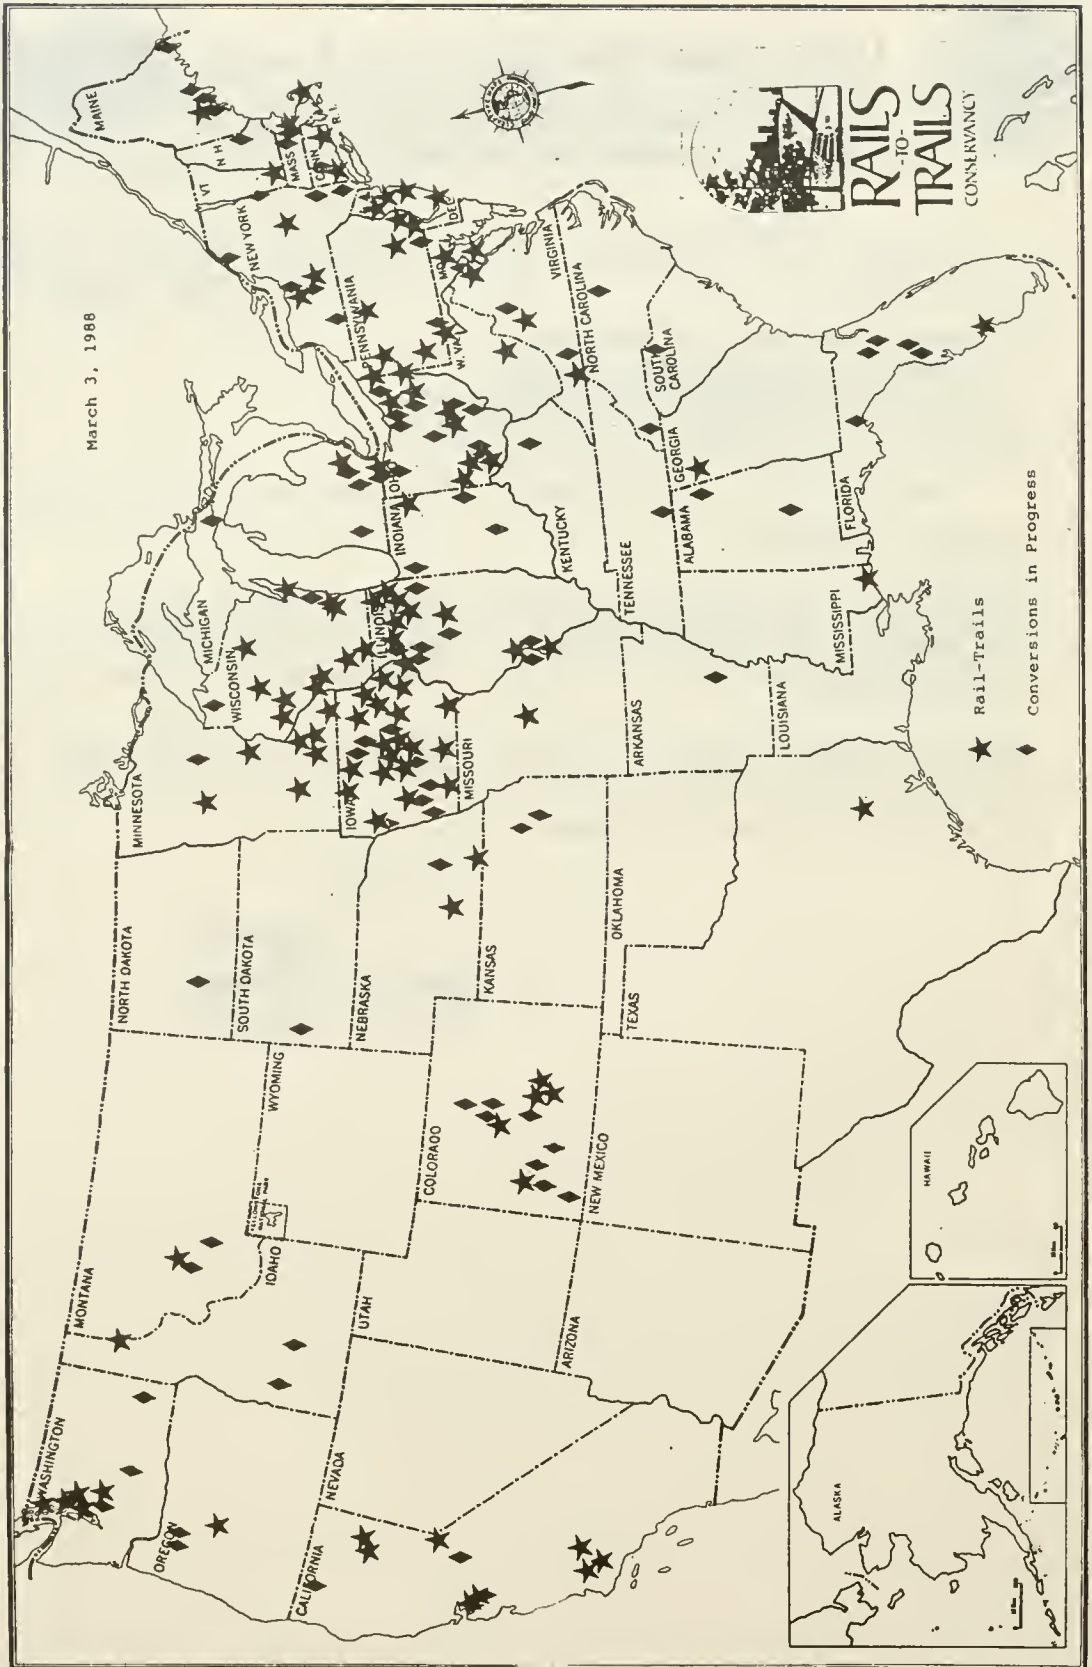 March 3, 1988
RAILS
-TO-
TRAILS
CONSERVANCY
WASHINGTON
MONTANA
NORTH DAKOTA
MINNESOTA
MICHIGAN
WISCONSIN
MAINE
VT
N H
MASS
CONN
R. I.
NEW YORK
OREGON
IDAHO
WYOMING
SOUTH DAKOTA
IOWA
ILLINOIS
INDIANA
OHIO
PENNSYLVANIA
DEL
W. VA
VIRGINIA
CALIFORNIA
NEVADA
UTAH
COLORADO
NEBRASKA
KANSAS
MISSOURI
KENTUCKY
NORTH CAROLINA
ARIZONA
NEW MEXICO
TEXAS
OKLAHOMA
ARKANSAS
TENNESSEE
SOUTH
CAROLINA
LOUISIANA
MISSISSIPPI
ALABAMA
GEORGIA
FLORIDA
ALASKA
HAWAII
Rail-Trails
Conversions in Progress